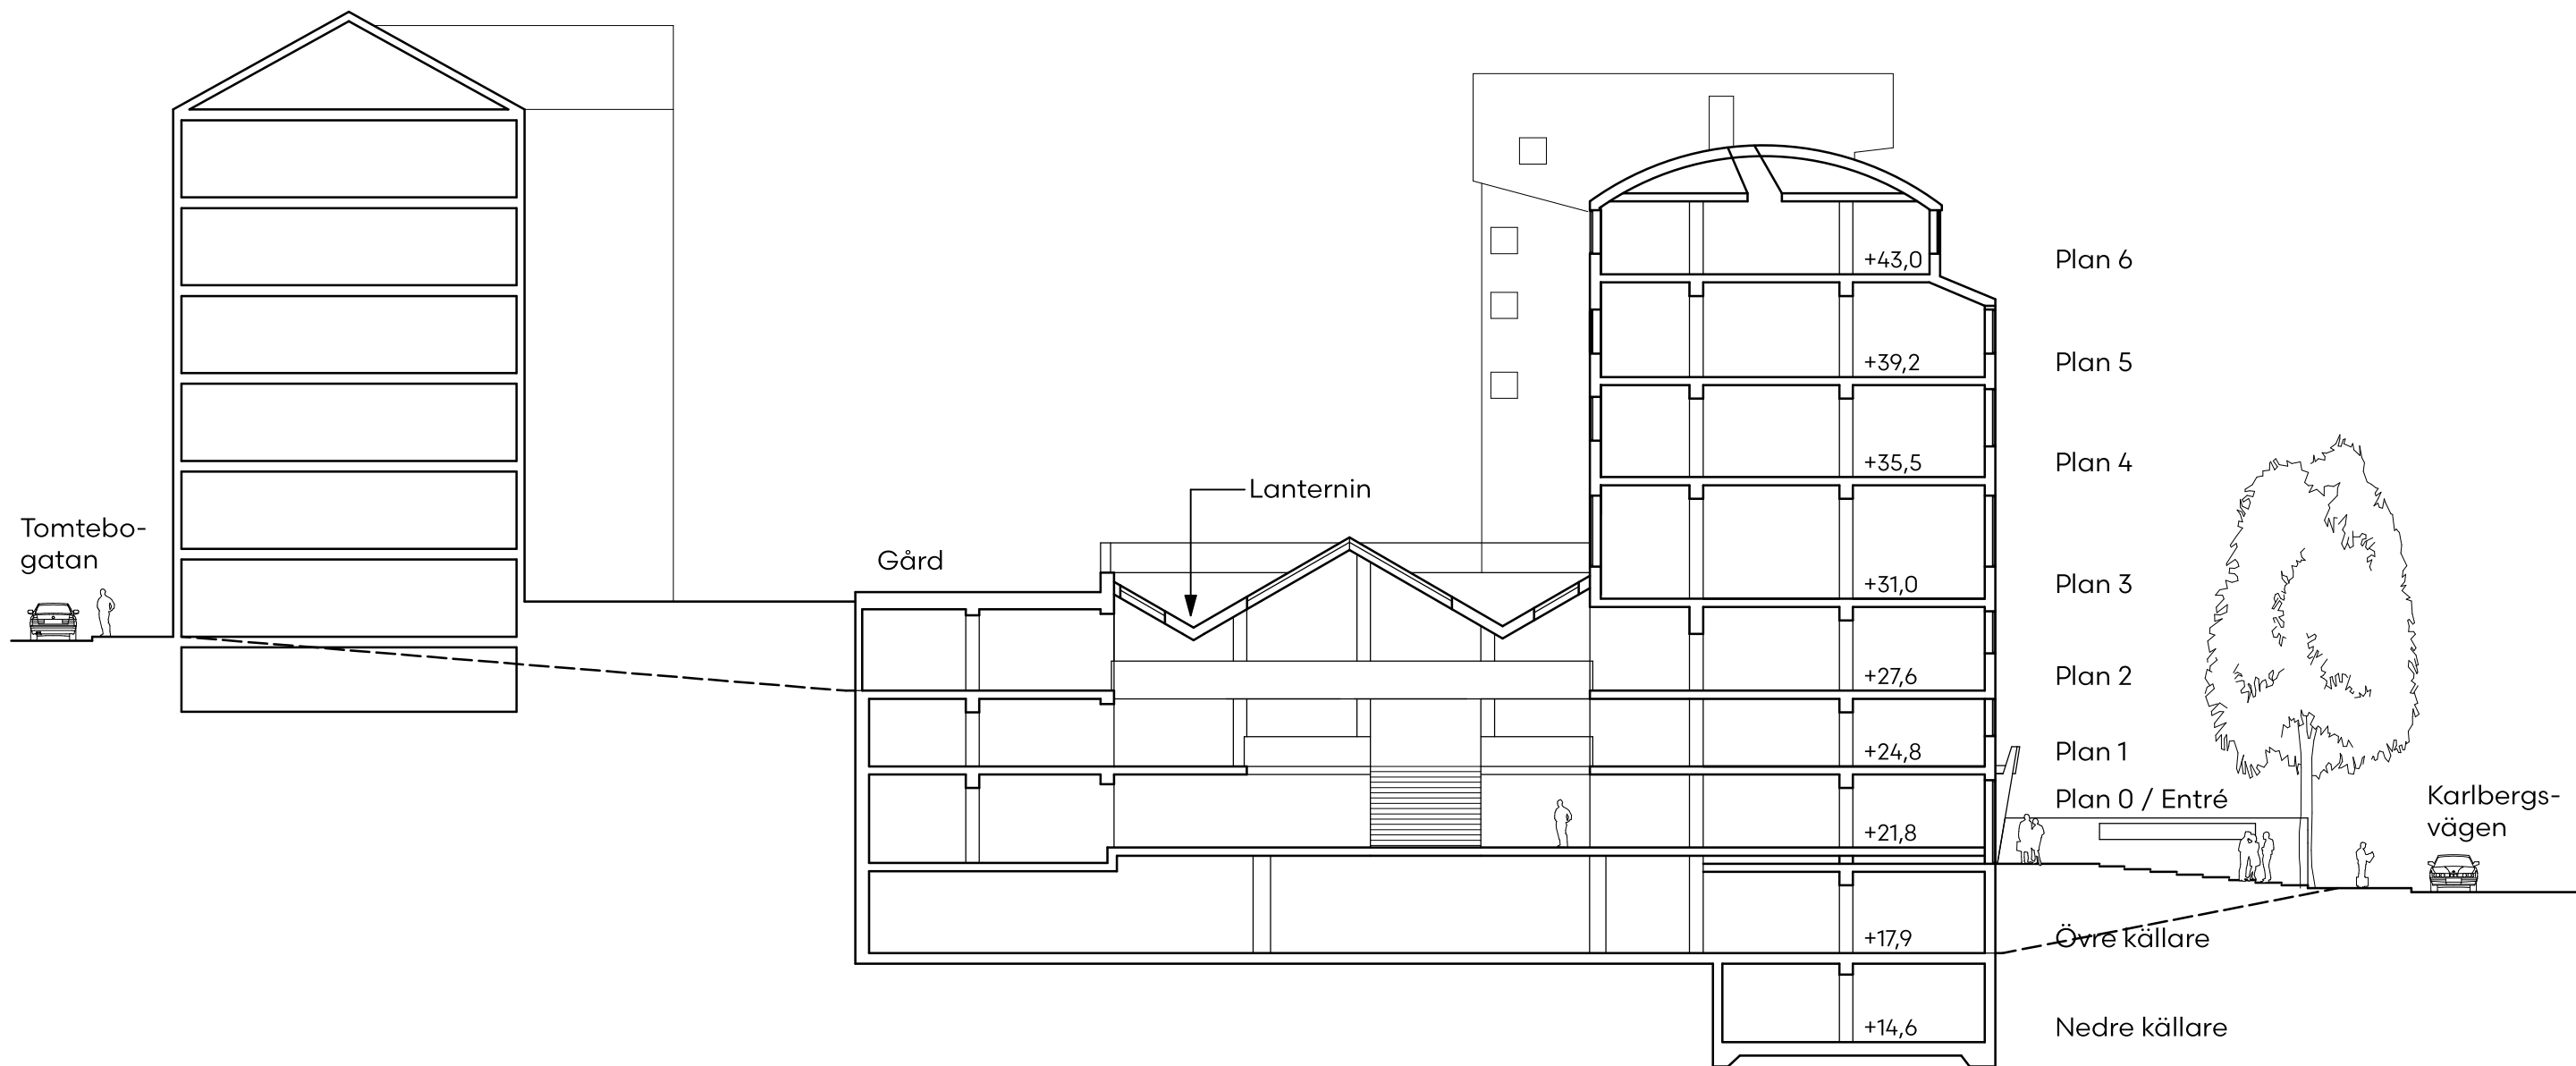 Tomtebo-
gatan
Gård
Lanternin
+43,0 Plan 6
+39,2 Plan 5
+35,5 Plan 4
+31,0 Plan 3
+27,6 Plan 2
+24,8 Plan 1
Plan 0 / Entré
+21,8
+17,9 Övre källare
+14,6 Nedre källare
Karlbergs-
vägen